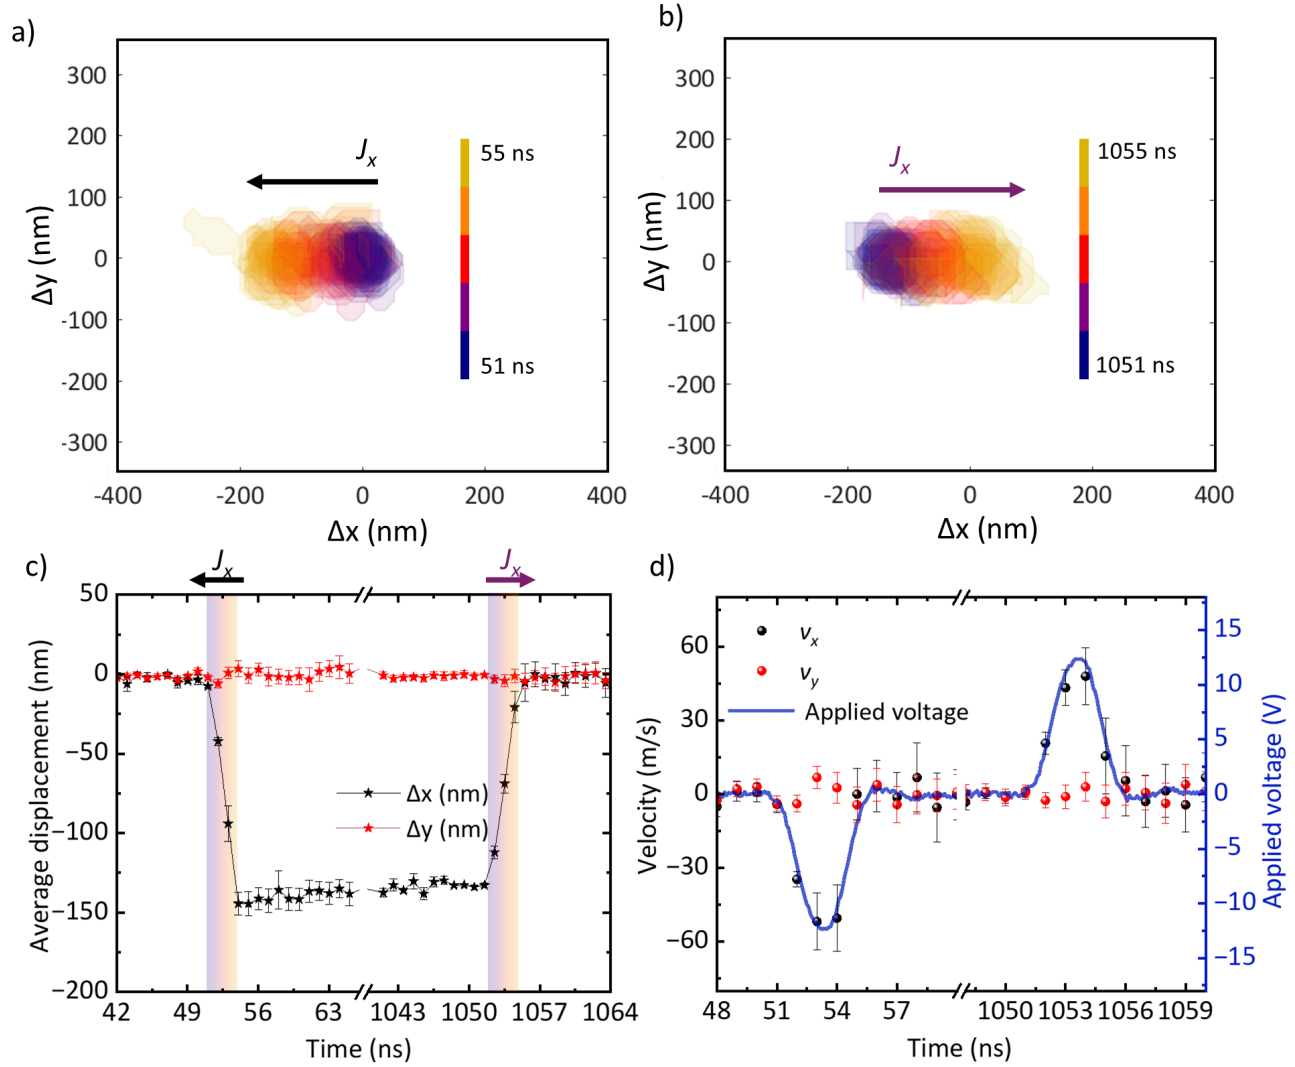 a)
300
200
100
0
-100
-200
-300
-400
-200
0
200
400
Δy (nm)
Δx (nm)
Jx
55 ns
51 ns
b)
300
200
100
0
-100
-200
-300
-400
-200
0
200
400
Δy (nm)
Δx (nm)
Jx
1055 ns
1051 ns
c)
Jx
Jx
50
0
−50
−100
−150
−200
Average displacement (nm)
Δx (nm)
Δy (nm)
42 49 56 63 1043 1050 1057 1064
Time (ns)
d)
60
30
0
−30
−60
Velocity (m/s)
vx
vy
Applied voltage
15
10
5
0
−5
−10
−15
Applied voltage (V)
48 51 54 57 1050 1053 1056 1059
Time (ns)